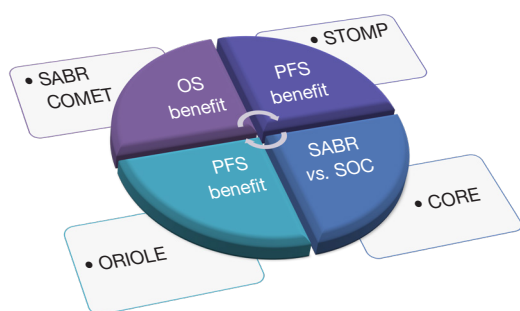 • SABR
COMET
OS
benefit
PFS
benefit
• STOMP
PFS
benefit
SABR
vs. SOC
• ORIOLE
• CORE